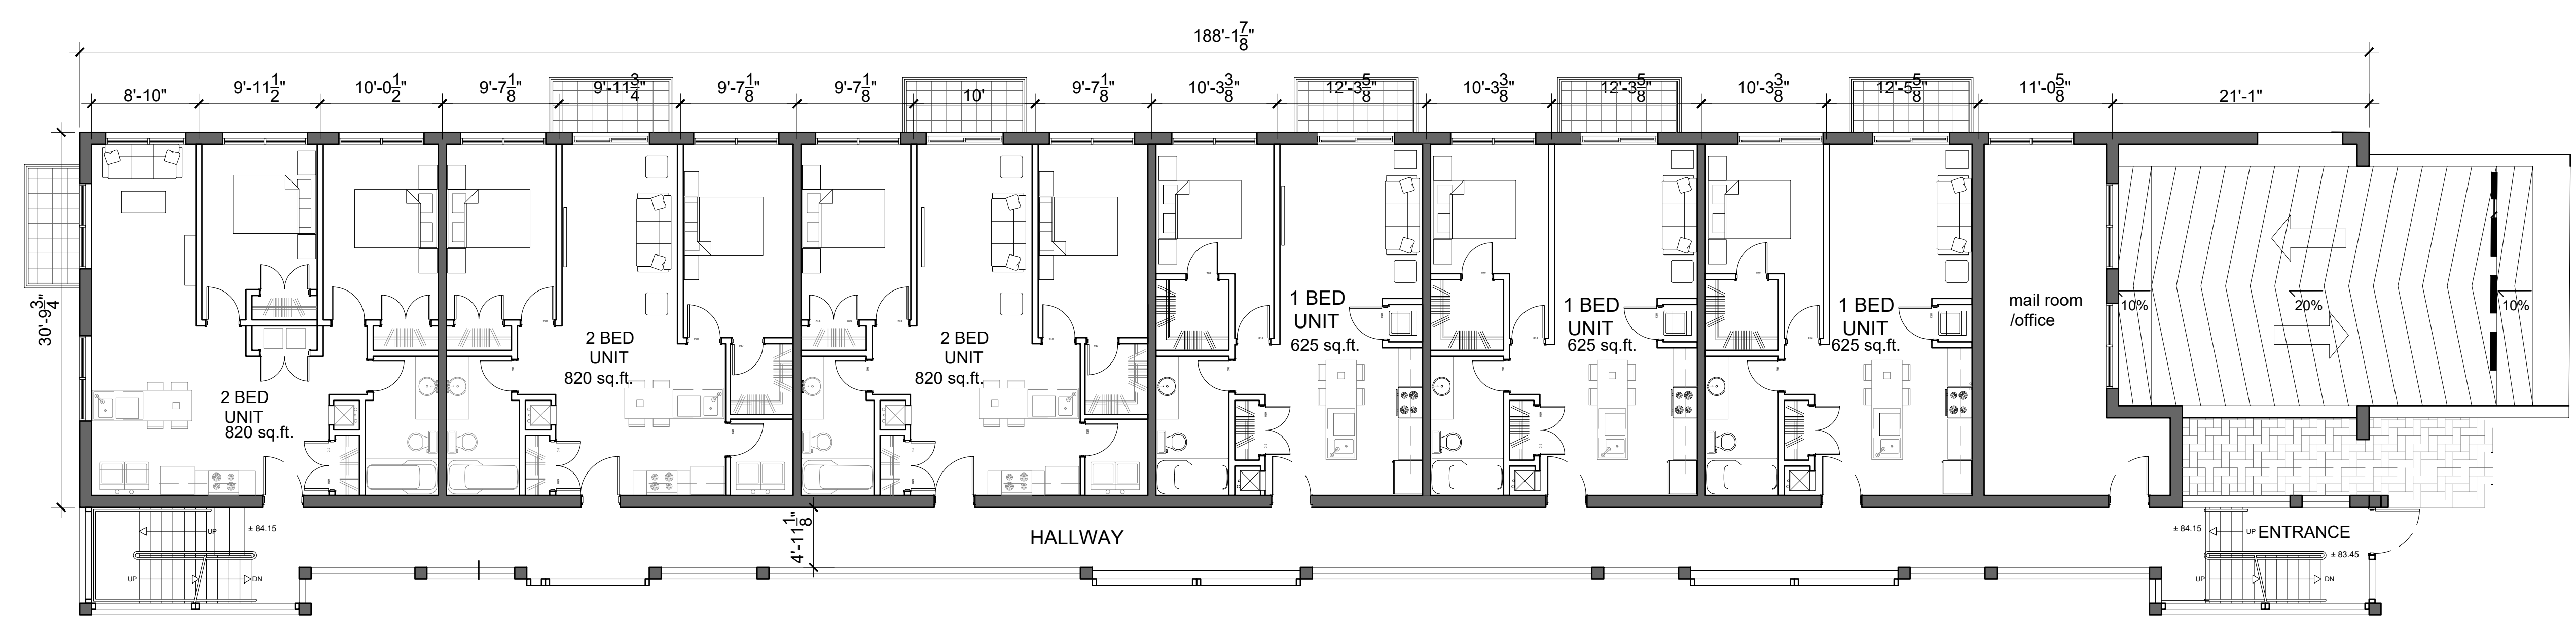 188'-1 7/8"
8'-10"
9'-11 1/2"
10'-0 1/2"
9'-7 1/8"
9'-11 3/4"
9'-7 1/8"
9'-7 1/8"
10'
9'-7 1/8"
10'-3 3/8"
12'-3 5/8"
10'-3 3/8"
12'-3 5/8"
10'-3 3/8"
12'-5 5/8"
11'-0 5/8"
21'-1"
30'-9 3/4"
2 BED
UNIT
820 sq.ft.
2 BED
UNIT
820 sq.ft.
2 BED
UNIT
820 sq.ft.
1 BED
UNIT
625 sq.ft.
1 BED
UNIT
625 sq.ft.
1 BED
UNIT
625 sq.ft.
mail room
/office
10%
20%
10%
UP
± 84.15
UP
DN
4'-11 1/8"
HALLWAY
± 84.15
UP
ENTRANCE
± 83.45
UP
DN